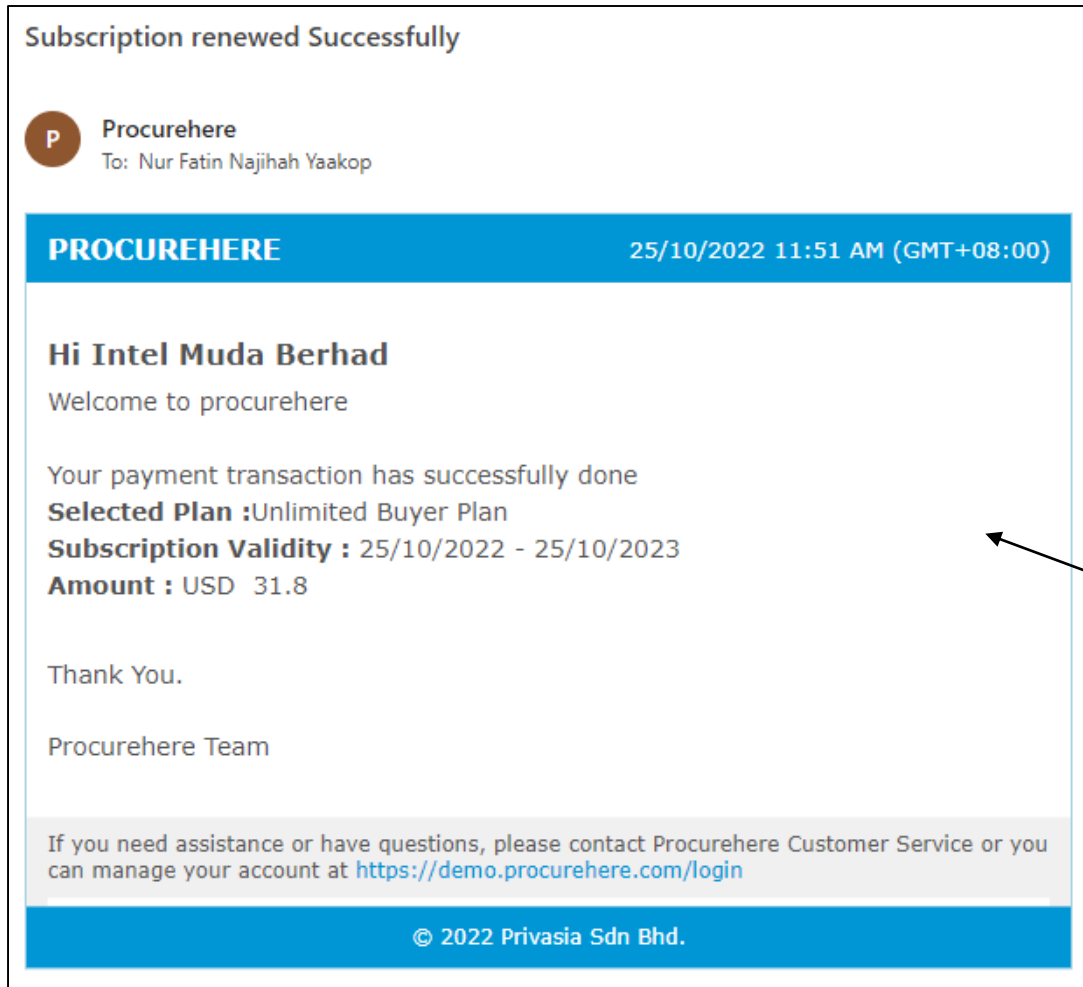 Subscription renewed Successfully
P
Procurehere
To: Nur Fatin Najihah Yaakop
PROCUREHERE 25/10/2022 11:51 AM (GMT+08:00)
Hi Intel Muda Berhad
Welcome to procurehere
Your payment transaction has successfully done
Selected Plan :Unlimited Buyer Plan
Subscription Validity : 25/10/2022 - 25/10/2023
Amount : USD 31.8
Thank You.
Procurehere Team
If you need assistance or have questions, please contact Procurehere Customer Service or you
can manage your account at https://demo.procurehere.com/login
© 2022 Privasia Sdn Bhd.